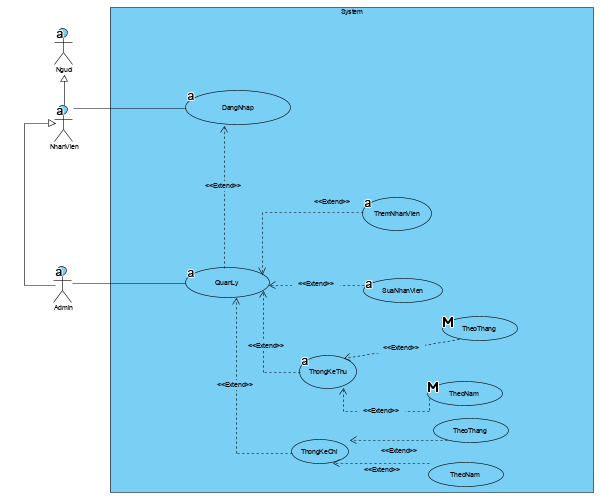 System
a
Nguoi
a
NhanVien
a
DangNhap
<<Extend>>
<<Extend>>
a
ThemNhanVien
a
Admin
a
QuanLy
<<Extend>>
a
SuaNhanVien
M
TheoThang
<<Extend>>
<<Extend>>
a
ThongKeThu
<<Extend>>
M
TheoNam
<<Extend>>
TheoThang
<<Extend>>
ThongKeChi
<<Extend>>
TheoNam